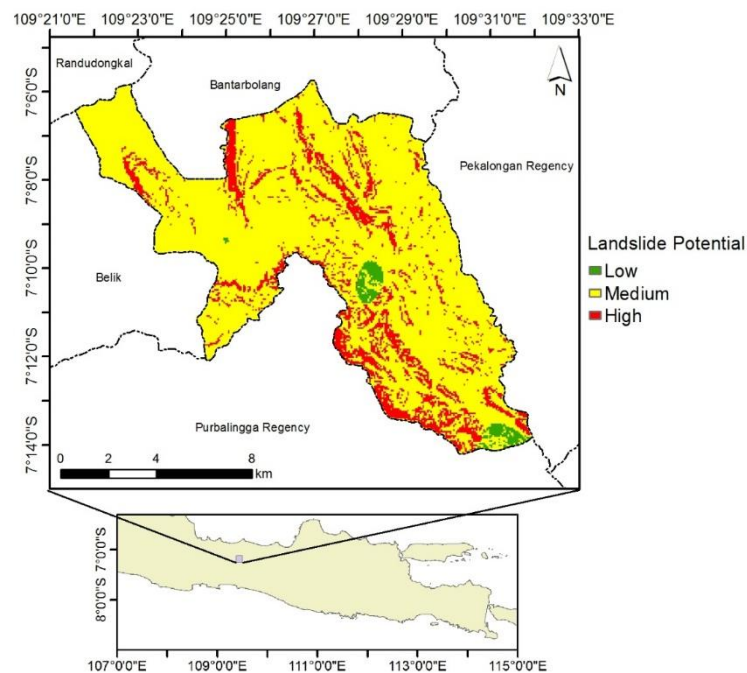 109°21'0"E 109°23'0"E 109°25'0"E 109°27'0"E 109°29'0"E 109°31'0"E 109°33'0"E
Randudongkal
Bantarbolang
N
7°6'0"S
Pekalongan Regency
7°8'0"S
Landslide Potential
Low
Medium
High
7°10'0"S
Belik
7°12'0"S
Purbalingga Regency
7°14'0"S
0 2 4 8
km
7°0'0"S
8°0'0"S
107°0'0"E 109°0'0"E 111°0'0"E 113°0'0"E 115°0'0"E